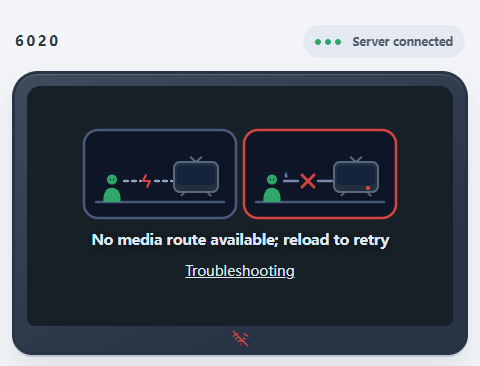 6020
Server connected
No media route available; reload to retry
Troubleshooting